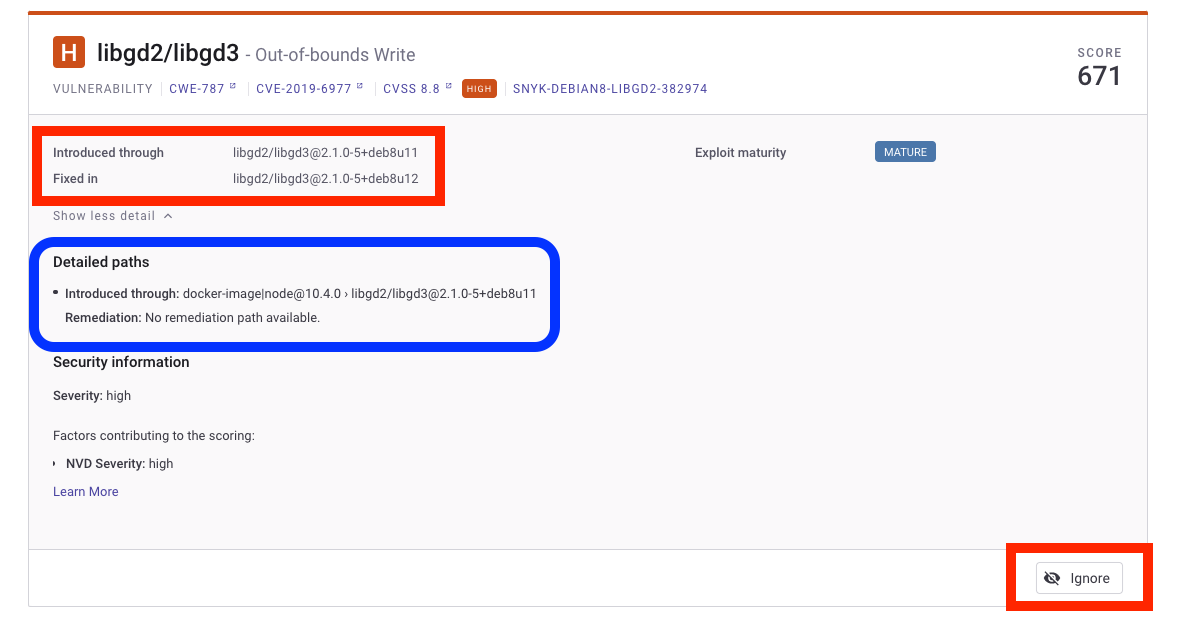 H libgd2/libgd3 - Out-of-bounds Write
SCORE
671
VULNERABILITY CWE-787 CVE-2019-6977 CVSS 8.8 HIGH SNYK-DEBIAN8-LIBGD2-382974
Introduced through libgd2/libgd3@2.1.0-5+deb8u11 Exploit maturity MATURE
Fixed in libgd2/libgd3@2.1.0-5+deb8u12
Show less detail
Detailed paths
• Introduced through: docker-image|node@10.4.0 › libgd2/libgd3@2.1.0-5+deb8u11
Remediation: No remediation path available.
Security information
Severity: high
Factors contributing to the scoring:
NVD Severity: high
Learn More
Ignore